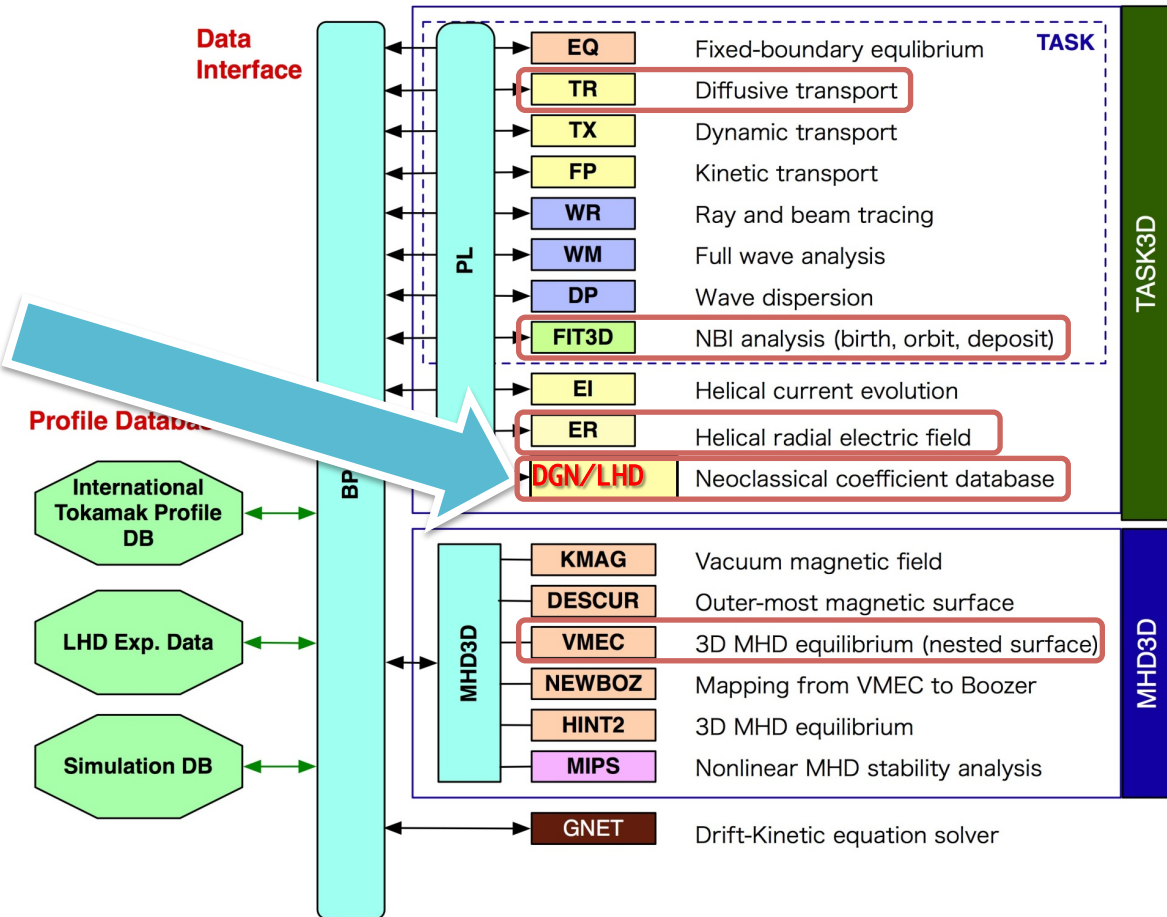 Data
Interface
TASK
EQ Fixed-boundary equlibrium
TR Diffusive transport
TX Dynamic transport
FP Kinetic transport
WR Ray and beam tracing
WM Full wave analysis
DP Wave dispersion
FIT3D NBI analysis (birth, orbit, deposit)
EI Helical current evolution
ER Helical radial electric field
DGN/LHD Neoclassical coefficient database
PL
TASK3D
Profile
International
Tokamak Profile
DB
LHD Exp. Data
Simulation DB
MHD3D
KMAG Vacuum magnetic field
DESCUR Outer-most magnetic surface
VMEC 3D MHD equilibrium (nested surface)
NEWBOZ Mapping from VMEC to Boozer
HINT2 3D MHD equilibrium
MIPS Nonlinear MHD stability analysis
MHD3D
GNET Drift-Kinetic equation solver